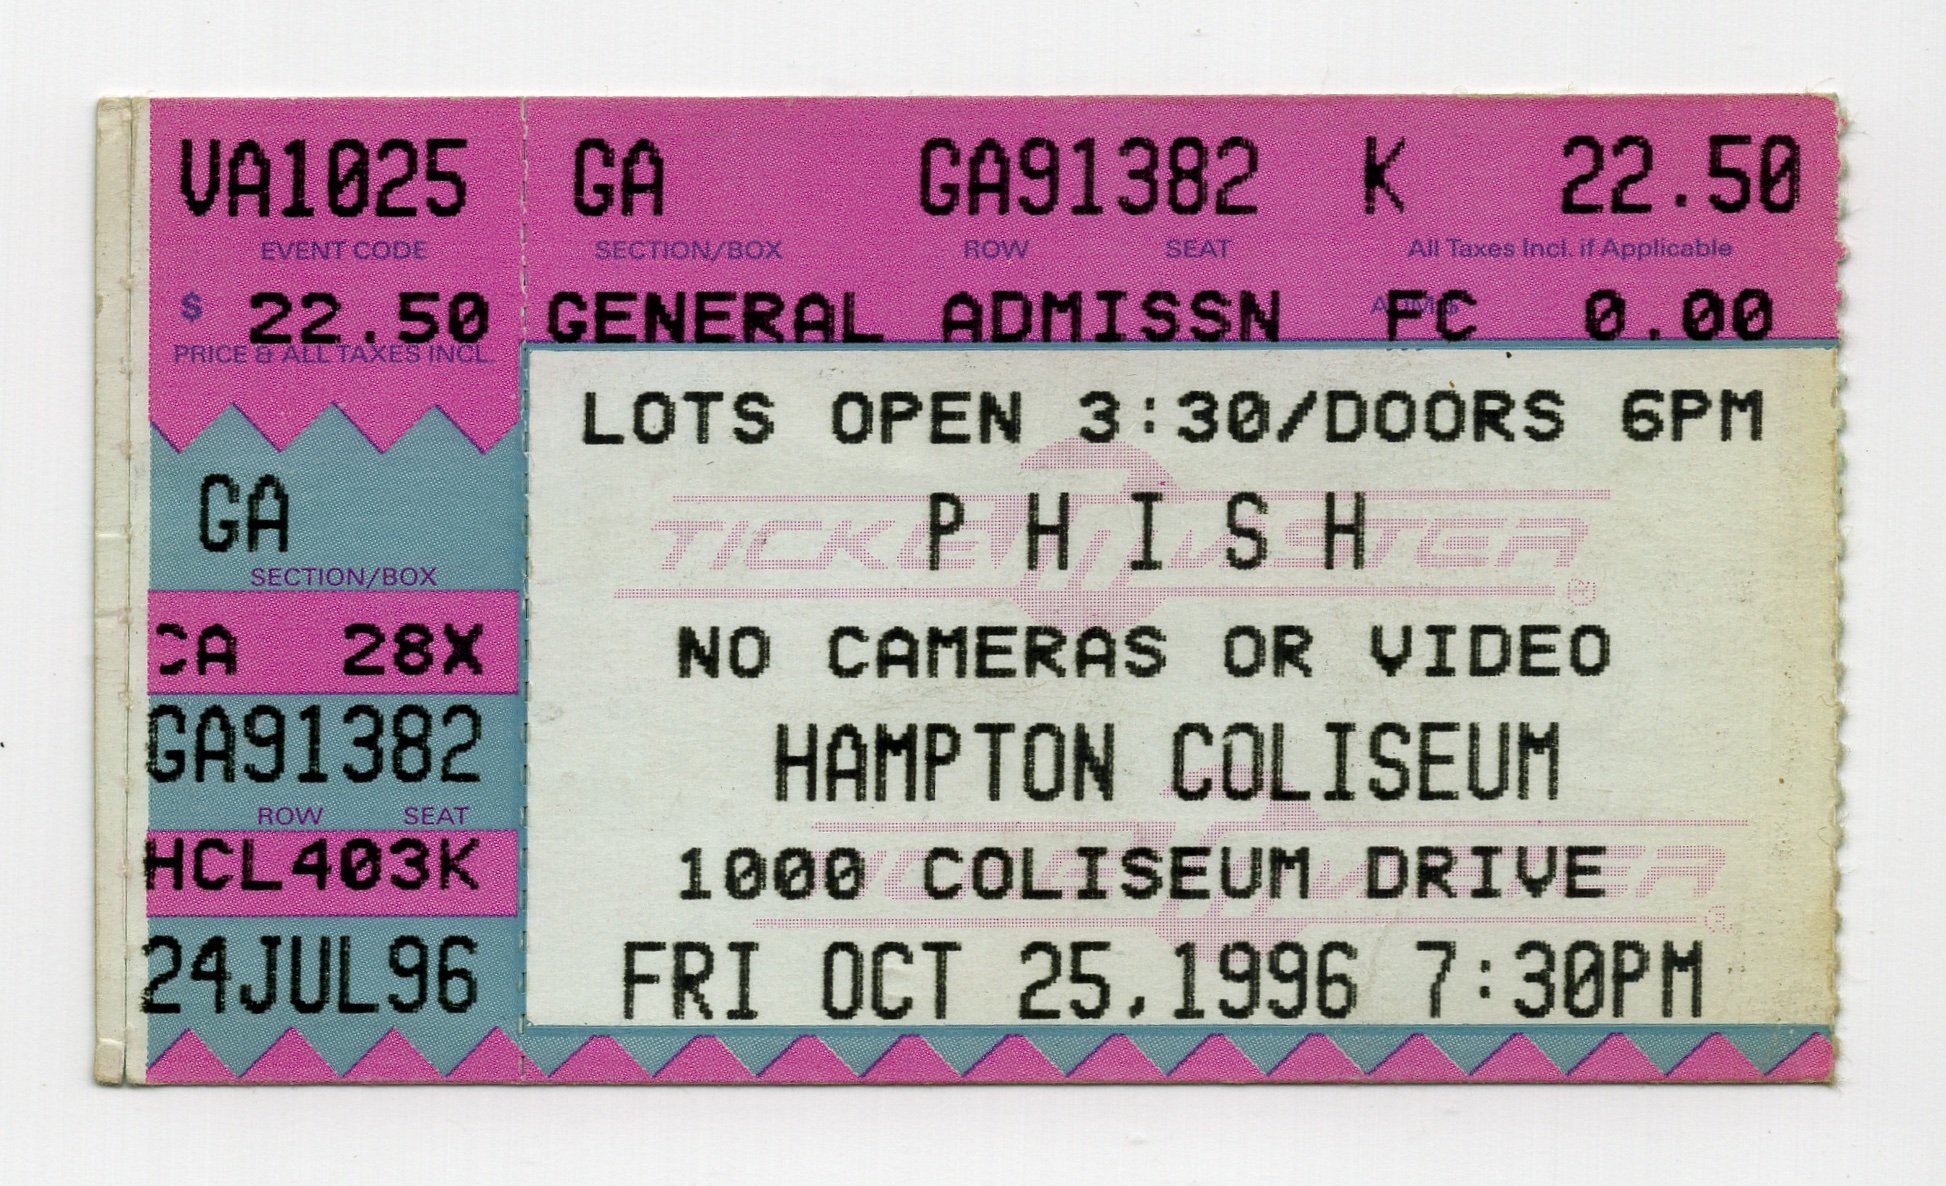 VA1025
EVENT CODE
$ 22.50
PRICE & ALL TAXES INCL.
GA
SECTION/BOX
CA 28X
GA91382
ROW SEAT
HCL403K
24JUL96
GA GA91382 K 22.50
SECTION/BOX ROW SEAT All Taxes Incl. if Applicable
GENERAL ADMISSN FC 0.00
LOTS OPEN 3:30/DOORS 6PM
TICKETMASTER
PHISH
NO CAMERAS OR VIDEO
HAMPTON COLISEUM
TICKETMASTER
1000 COLISEUM DRIVE
FRI OCT 25,1996 7:30PM